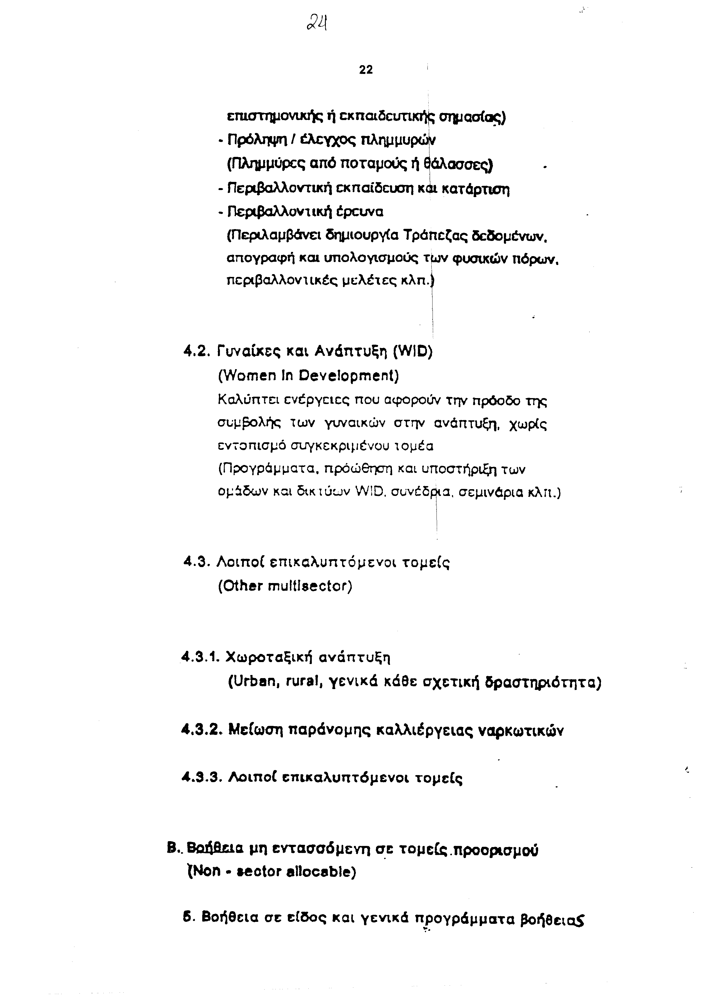 24
22
επιστημονικής ή εκπαιδευτικής σημασίας)
- Πρόληψη / έλεγχος πλημμυρών
(Πλημμύρες από ποταμούς ή θάλασσες)
- Περιβαλλοντική εκπαίδευση και κατάρτιση
- Περιβαλλοντική έρευνα
(Περιλαμβάνει δημιουργία Τράπεζας δεδομένων,
απογραφή και υπολογισμούς των φυσικών πόρων,
περιβαλλοντικές μελέτες κλπ.)
4.2. Γυναίκες και Ανάπτυξη (WID)
(Women In Development)
Καλύπτει ενέργειες που αφορούν την πρόοδο της
συμβολής των γυναικών στην ανάπτυξη, χωρίς
εντοπισμό συγκεκριμένου τομέα
(Προγράμματα, πρόώθηση και υποστήριξη των
ομάδων και δικτύων WID, συνέδρια, σεμινάρια κλπ.)
4.3. Λοιποί επικαλυπτόμενοι τομείς
(Other multisector)
4.3.1. Χωροταξική ανάπτυξη
(Urban, rural, γενικά κάθε σχετική δραστηριότητα)
4.3.2. Μείωση παράνομης καλλιέργειας ναρκωτικών
4.3.3. Λοιποί επικαλυπτόμενοι τομείς
Β. Βοήθεια μη εντασσόμενη σε τομείς προορισμού
(Non - sector allocable)
5. Βοήθεια σε είδος και γενικά προγράμματα βοήθειας